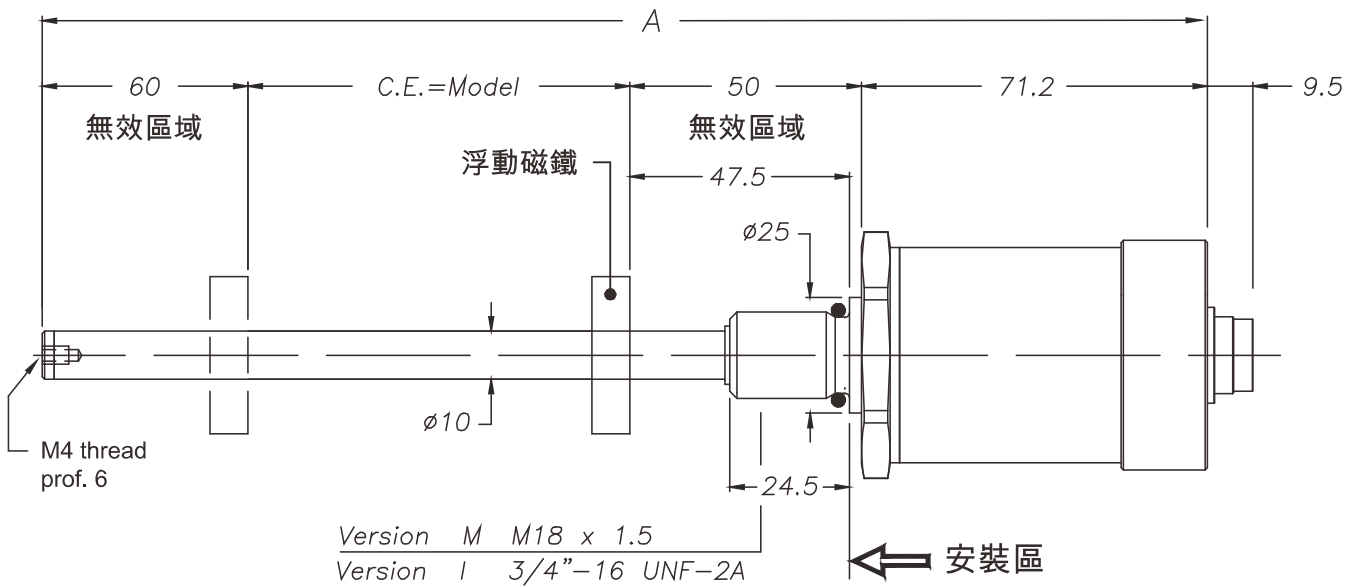 A
60
C.E.=Model
50
71.2
9.5
無效區域
無效區域
浮動磁鐵
47.5
ø25
ø10
M4 thread
prof. 6
24.5
Version M M18 x 1.5
Version I 3/4”-16 UNF-2A
安裝區